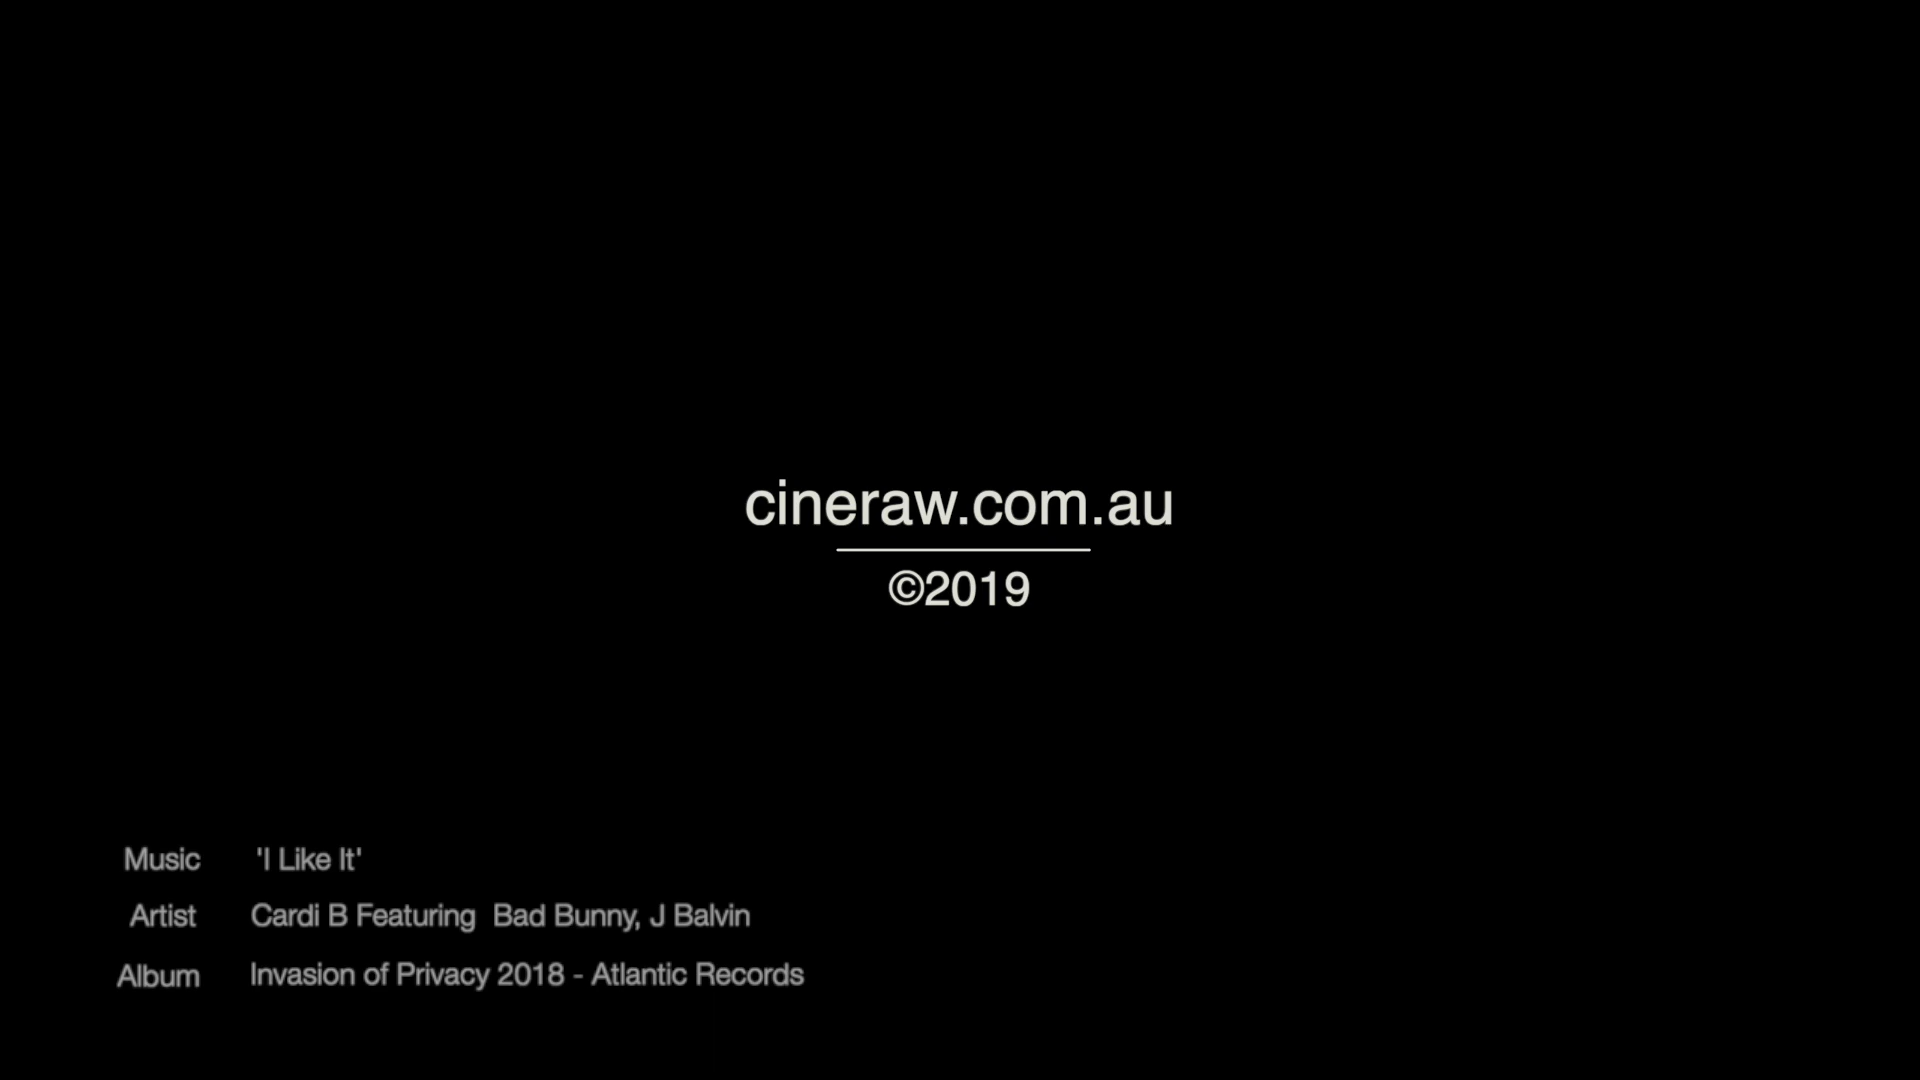 cineraw.com.au
©2019
Music 'I Like It'
Artist Cardi B Featuring Bad Bunny, J Balvin
Album Invasion of Privacy 2018 - Atlantic Records